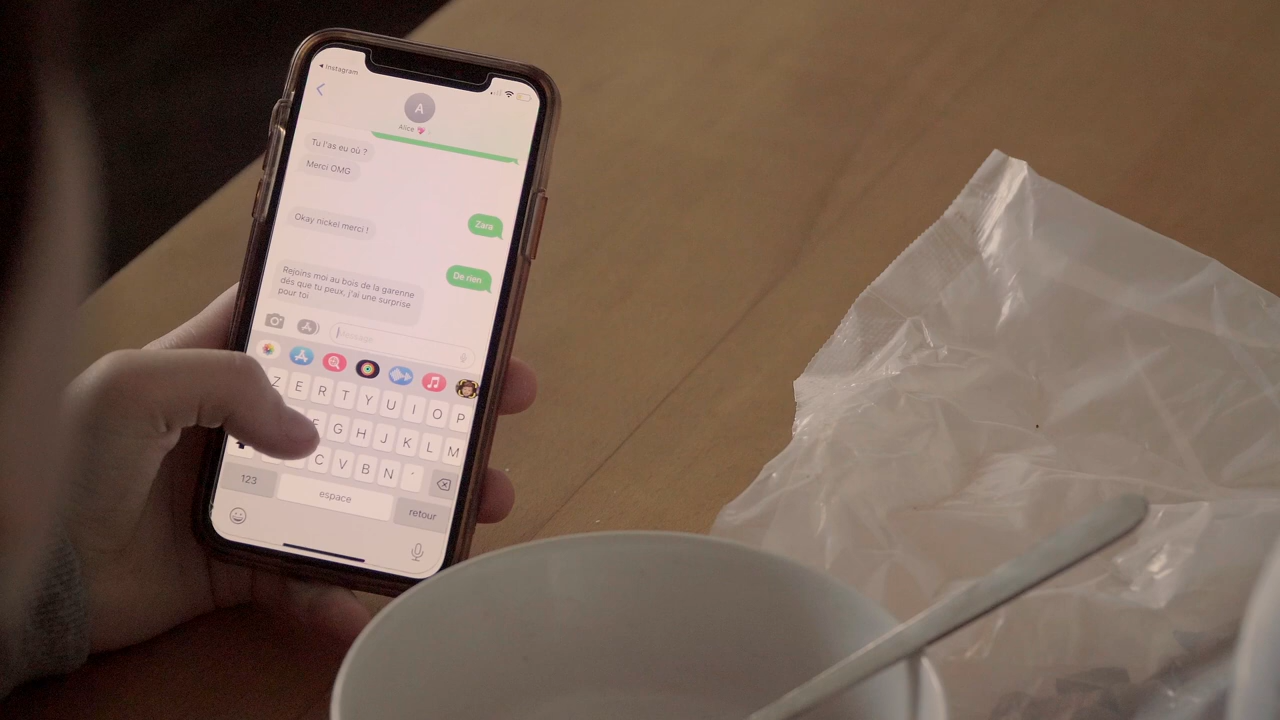 Instagram
A
Alice
Tu l'as eu où ?
Merci OMG
Zara
Okay nickel merci !
De rien
Rejoins moi au bois de la garenne
dès que tu peux, j'ai une surprise
pour toi
Message
Z E R T Y U I O P
F G H J K L M
C V B N '
123
espace
retour